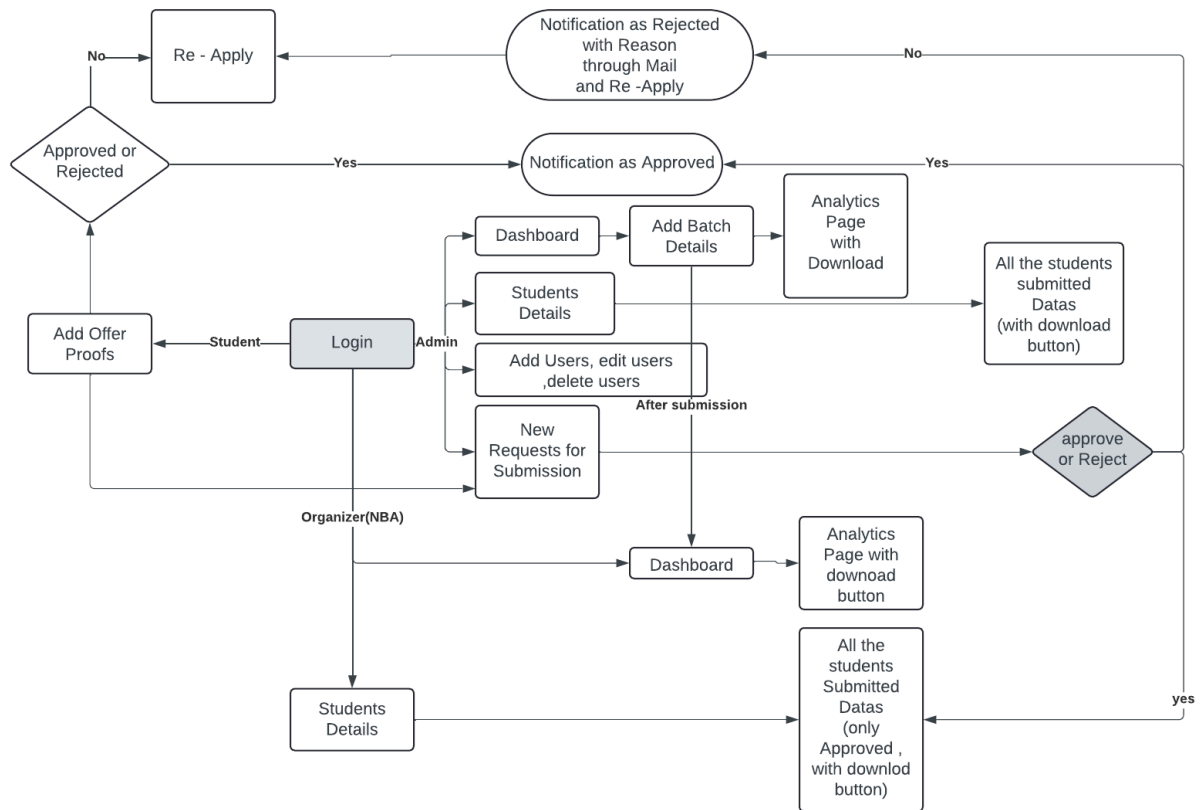 No
Re - Apply
Notification as Rejected
with Reason
through Mail
and Re -Apply
No
Approved or
Rejected
Yes
Notification as Approved
Yes
Dashboard
Add Batch
Details
Analytics
Page
with
Download
Students
Details
All the students
submitted
Datas
(with download
button)
Add Offer
Proofs
Student
Login
Admin
Add Users, edit users
,delete users
After submission
New
Requests for
Submission
approve
or Reject
Organizer(NBA)
Dashboard
Analytics
Page with
downoad
button
Students
Details
All the
students
Submitted
Datas
(only
Approved ,
with downlod
button)
yes